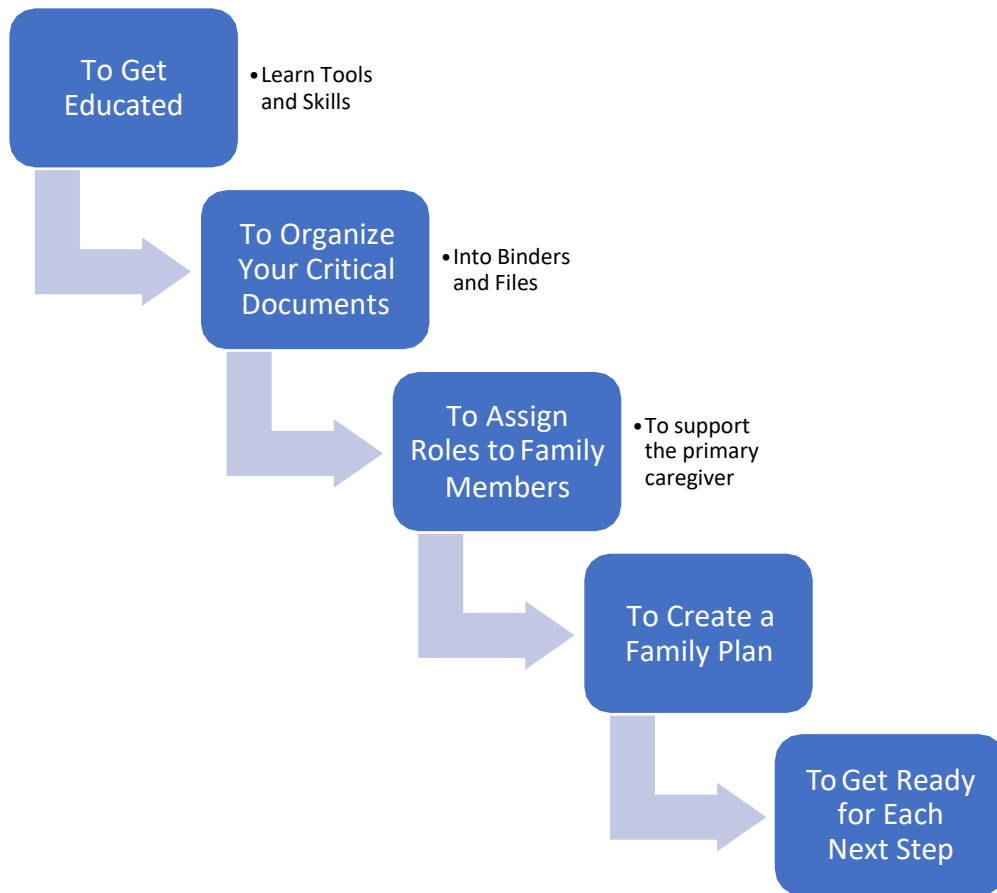 To Get
Educated
•Learn Tools
and Skills
To Organize
Your Critical
Documents
•Into Binders
and Files
To Assign
Roles to Family
Members
•To support
the primary
caregiver
To Create a
Family Plan
To Get Ready
for Each
Next Step